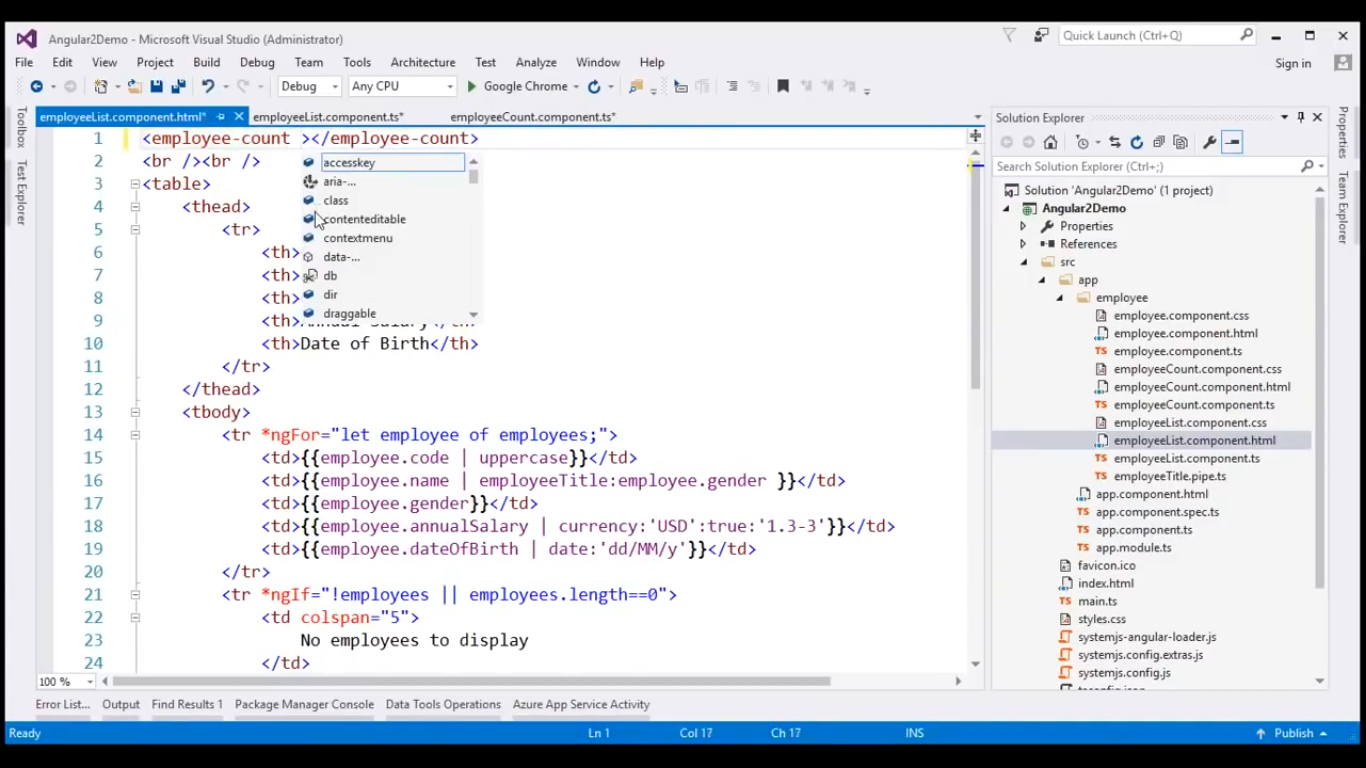 Angular2Demo - Microsoft Visual Studio (Administrator)
Quick Launch (Ctrl+Q)
File Edit View Project Build Debug Team Tools Architecture Test Analyze Window Help
Sign in
Debug Any CPU Google Chrome
Toolbox
Test Explorer
employeeList.component.html* employeeList.component.ts* employeeCount.component.ts*
1 <employee-count ></employee-count>
2 <br /><br />
3 <table>
4 <thead>
5 <tr>
6 <th>
7 <th>
8 <th>
9 <th>Annual Salary</th>
10 <th>Date of Birth</th>
11 </tr>
12 </thead>
13 <tbody>
14 <tr *ngFor="let employee of employees;">
15 <td>{{employee.code | uppercase}}</td>
16 <td>{{employee.name | employeeTitle:employee.gender }}</td>
17 <td>{{employee.gender}}</td>
18 <td>{{employee.annualSalary | currency:'USD':true:'1.3-3'}}</td>
19 <td>{{employee.dateOfBirth | date:'dd/MM/y'}}</td>
20 </tr>
21 <tr *ngIf="!employees || employees.length==0">
22 <td colspan="5">
23 No employees to display
24 </td>
accesskey
aria-...
class
contenteditable
contextmenu
data-...
db
dir
draggable
100 %
Solution Explorer
Search Solution Explorer (Ctrl+;)
Solution 'Angular2Demo' (1 project)
Angular2Demo
Properties
References
src
app
employee
employee.component.css
employee.component.html
TS employee.component.ts
employeeCount.component.css
employeeCount.component.html
TS employeeCount.component.ts
employeeList.component.css
employeeList.component.html
TS employeeList.component.ts
TS employeeTitle.pipe.ts
app.component.html
TS app.component.spec.ts
TS app.component.ts
TS app.module.ts
favicon.ico
index.html
TS main.ts
styles.css
systemjs-angular-loader.js
systemjs.config.extras.js
systemjs.config.js
Properties
Team Explorer
Error List... Output Find Results 1 Package Manager Console Data Tools Operations Azure App Service Activity
Ready Ln 1 Col 17 Ch 17 INS Publish